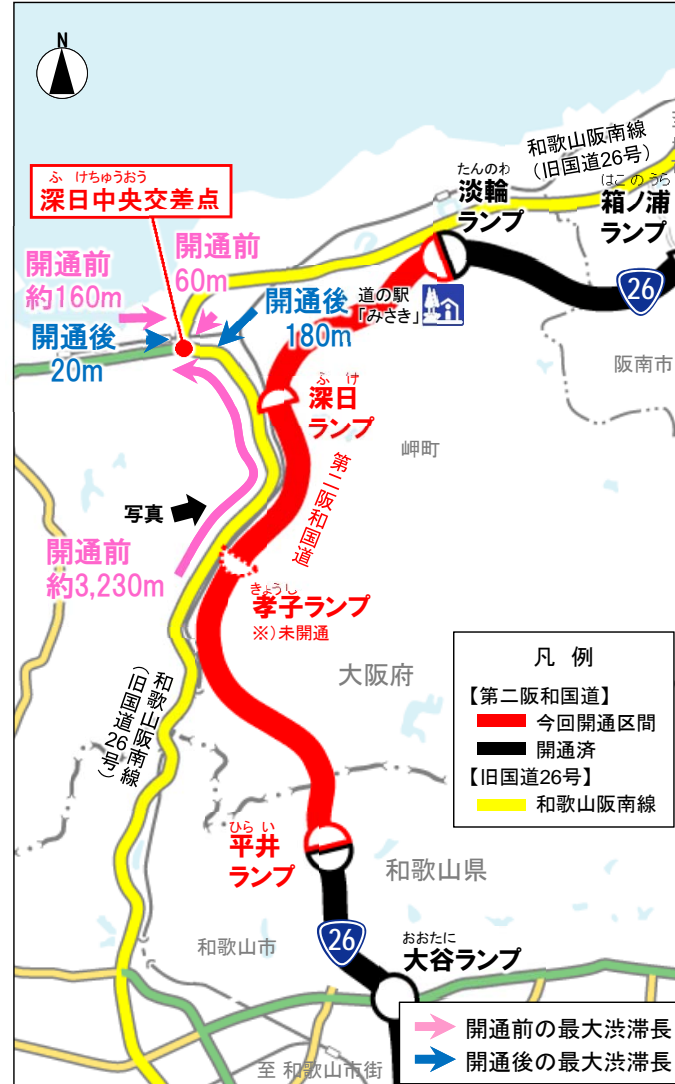 N
和歌山阪南線
（旧国道26号）
たんのわ
淡輪
ランプ
はこのうら
箱ノ浦
ランプ
至
ふ けちゅうおう
深日中央交差点
開通前
約160m
開通前
60m
開通後
20m
開通後
180m
道の駅
「みさき」
26
阪南市
ふ け
深日
ランプ
岬町
第二阪和国道
写真
開通前
約3,230m
きょうし
孝子ランプ
※）未開通
大阪府
和歌山阪南線
（旧国道26号）
凡 例
【第二阪和国道】
今回開通区間
開通済
【旧国道26号】
和歌山阪南線
ひらい
平井
ランプ
和歌山県
26
和歌山市
おおたに
大谷ランプ
至 和歌山市街
開通前の最大渋滞長
開通後の最大渋滞長